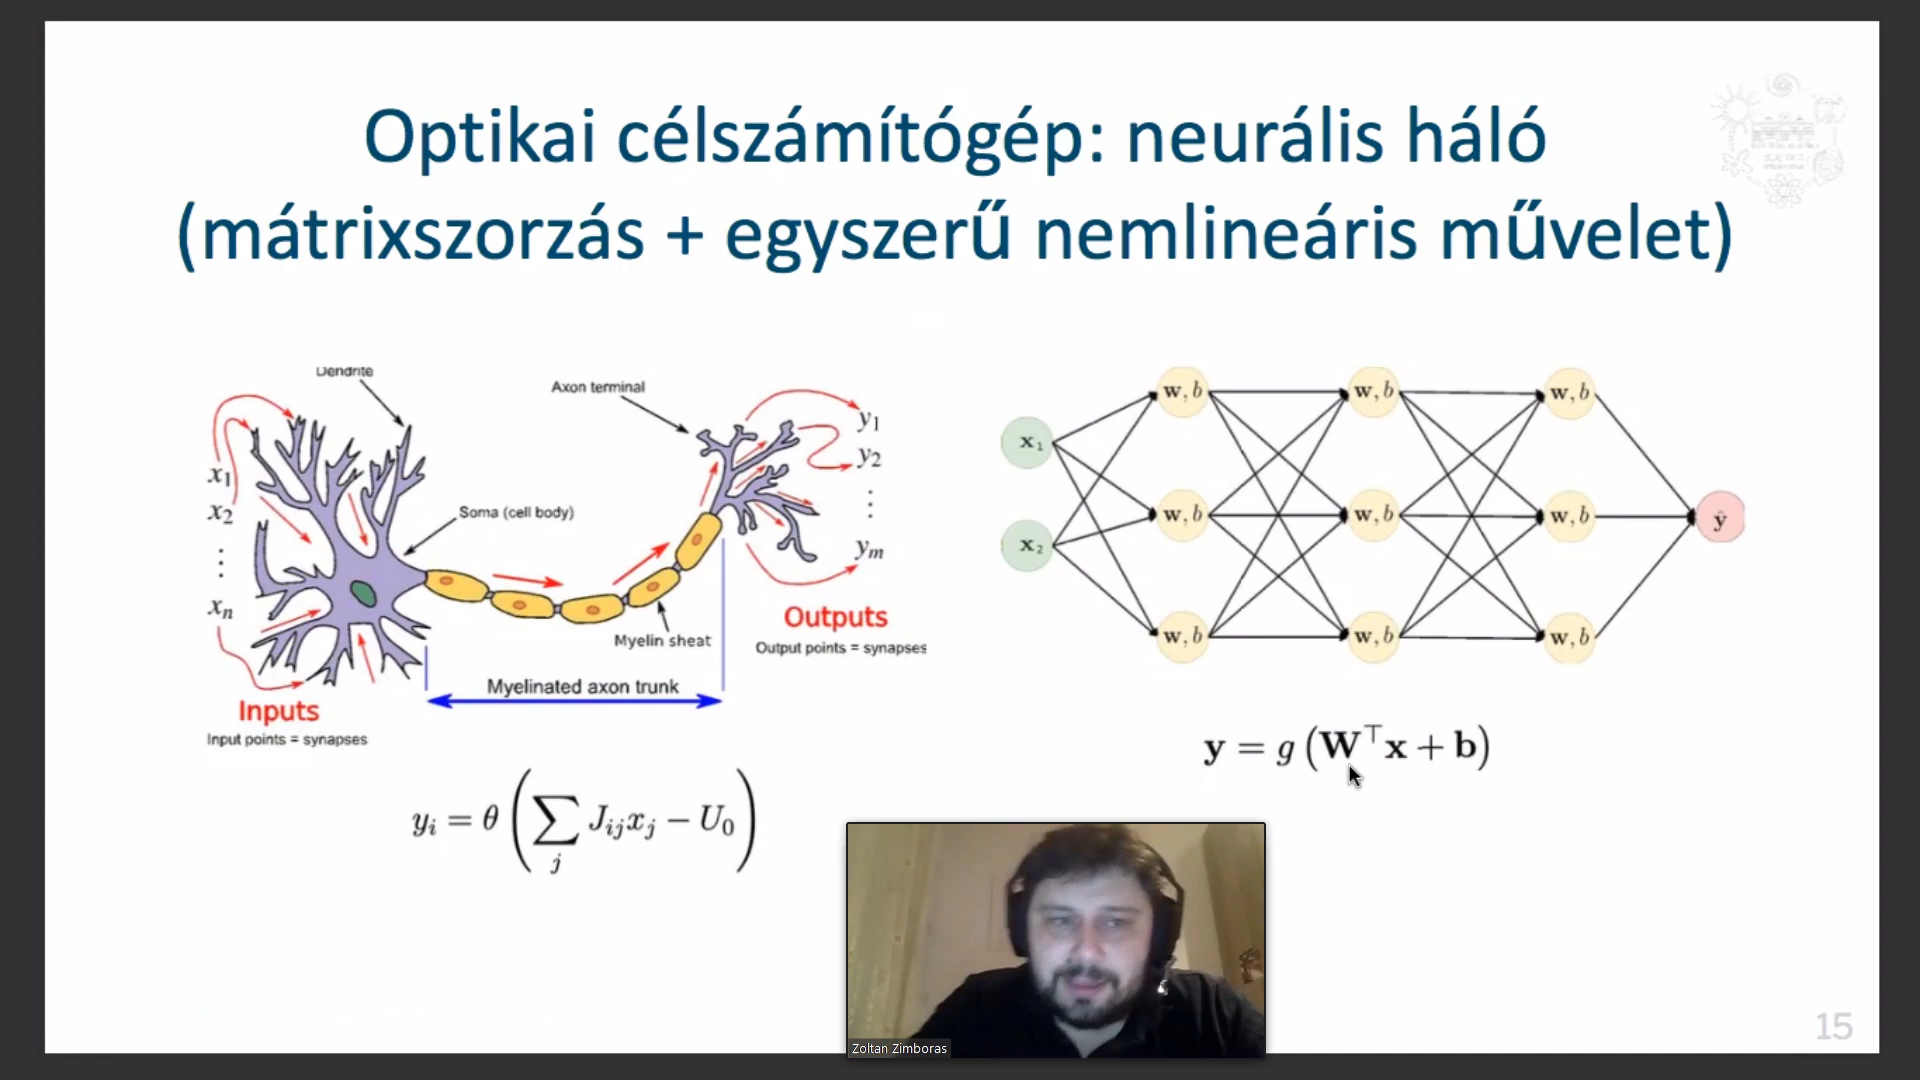 Optikai célszámítógép: neurális háló
(mátrixszorzás + egyszerű nemlineáris művelet)
Dendrite
Axon terminal
x₁
x₂
⋮
xₙ
Soma (cell body)
y₁
y₂
⋮
yₘ
Myelin sheat
Outputs
Output points = synapses
Myelinated axon trunk
Inputs
Input points = synapses
yᵢ = θ (∑ⱼ Jᵢⱼxⱼ − U₀)
x₁
x₂
w, b
w, b
w, b
w, b
w, b
w, b
w, b
w, b
w, b
ŷ
y = g (W⊤x + b)
Zoltan Zimboras
15